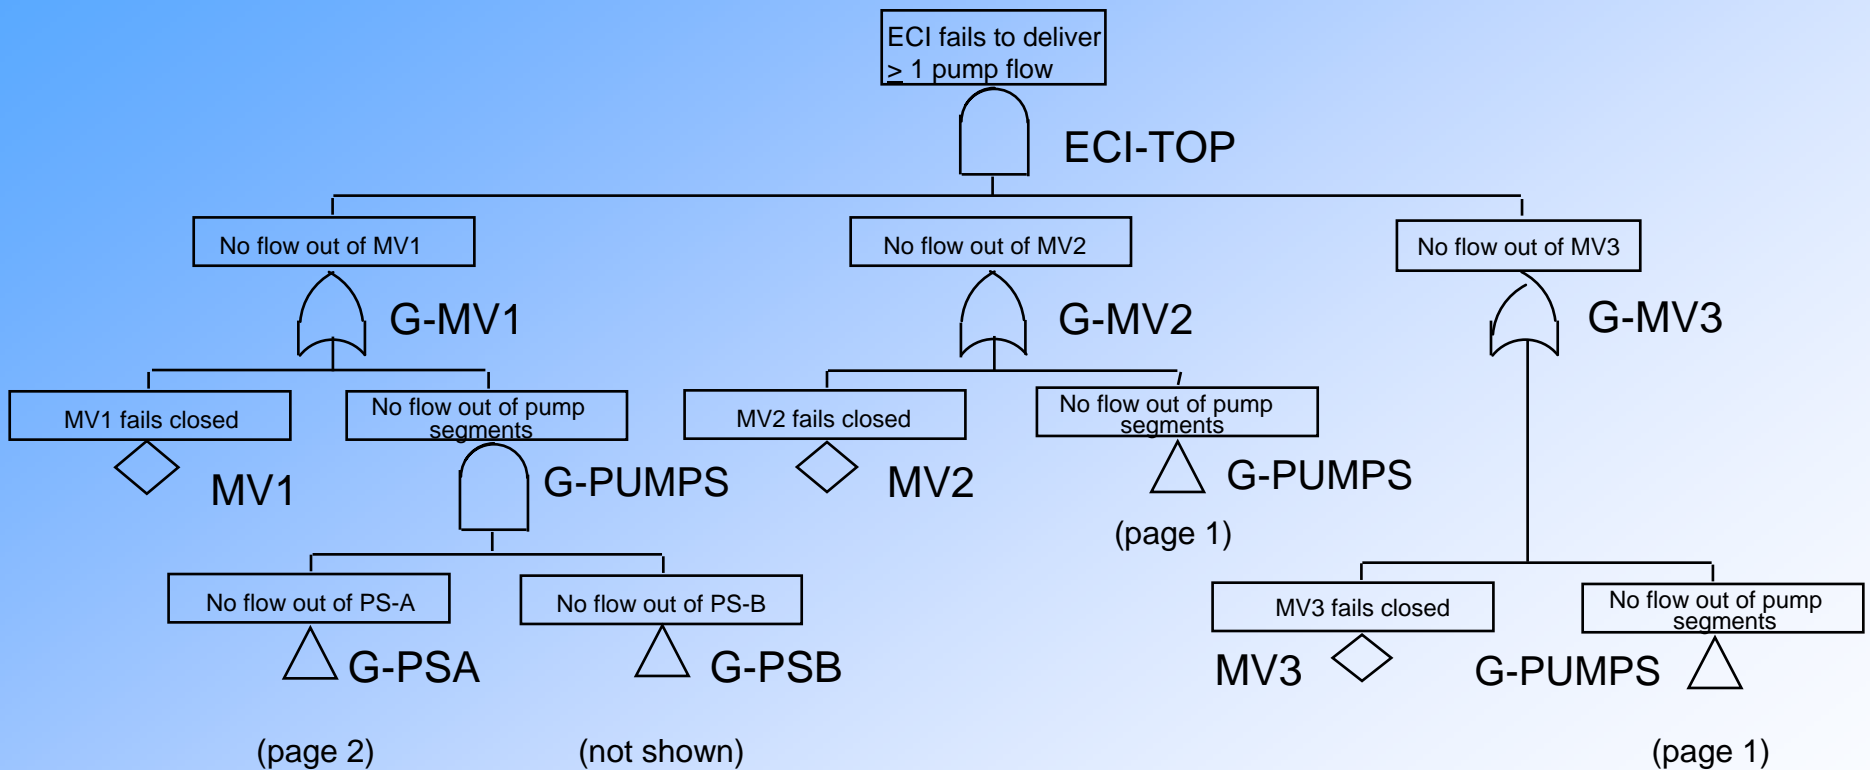 ECI fails to deliver
≥ 1 pump flow
ECI-TOP
No flow out of MV1
No flow out of MV2
No flow out of MV3
G-MV1
G-MV2
G-MV3
MV1 fails closed
No flow out of pump
segments
MV2 fails closed
No flow out of pump
segments
MV1
G-PUMPS
MV2
G-PUMPS
(page 1)
No flow out of PS-A
No flow out of PS-B
MV3 fails closed
No flow out of pump
segments
G-PSA
G-PSB
MV3
G-PUMPS
(page 2)
(not shown)
(page 1)